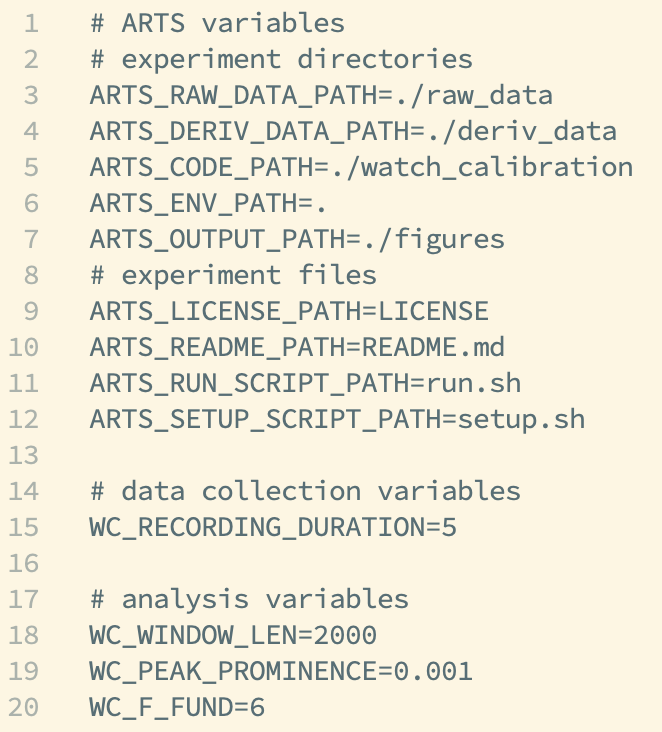 1 # ARTS variables
2 # experiment directories
3 ARTS_RAW_DATA_PATH=./raw_data
4 ARTS_DERIV_DATA_PATH=./deriv_data
5 ARTS_CODE_PATH=./watch_calibration
6 ARTS_ENV_PATH=.
7 ARTS_OUTPUT_PATH=./figures
8 # experiment files
9 ARTS_LICENSE_PATH=LICENSE
10 ARTS_README_PATH=README.md
11 ARTS_RUN_SCRIPT_PATH=run.sh
12 ARTS_SETUP_SCRIPT_PATH=setup.sh
13
14 # data collection variables
15 WC_RECORDING_DURATION=5
16
17 # analysis variables
18 WC_WINDOW_LEN=2000
19 WC_PEAK_PROMINENCE=0.001
20 WC_F_FUND=6